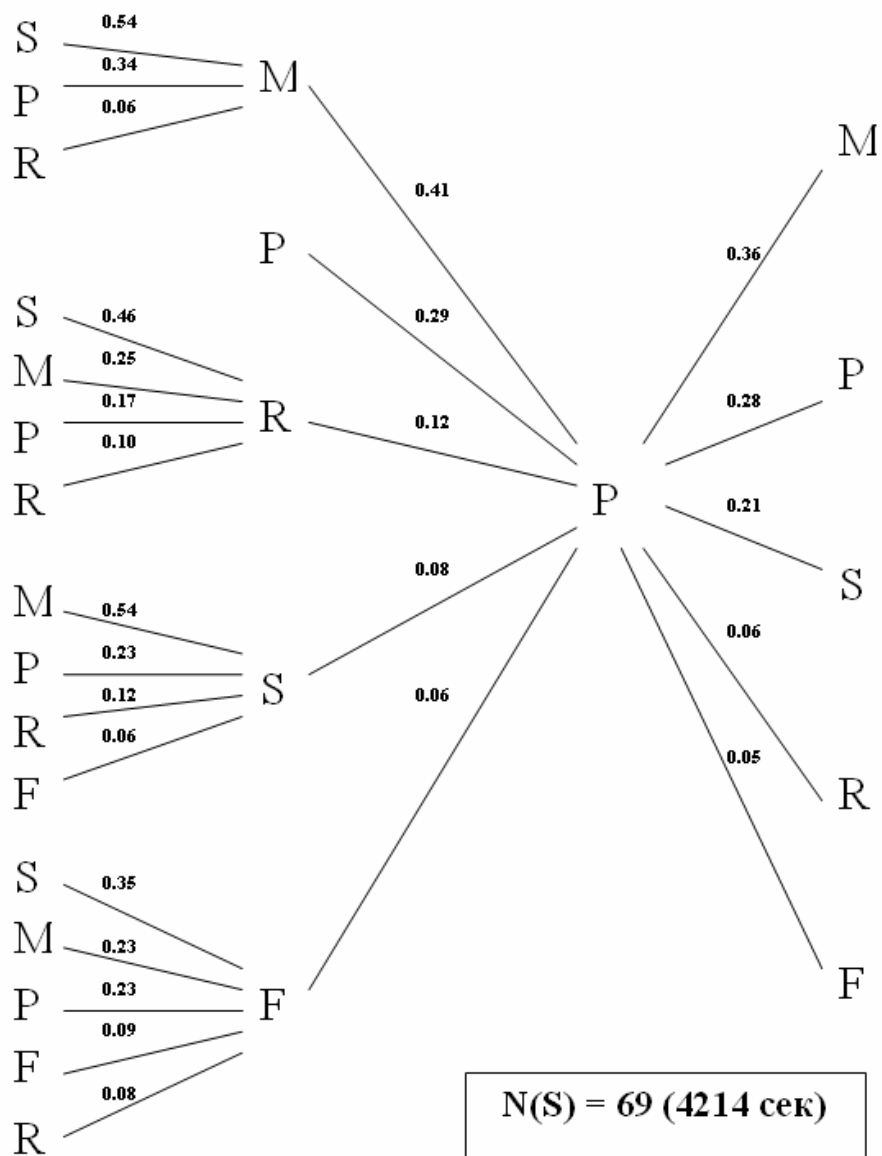 S 0.54
0.34 M
P 0.06
R
M
0.41
P
0.36
S 0.46
0.29
M 0.25
P
0.17
R 0.12 0.28
P 0.10
R
P
0.21
S
M 0.54
0.08
P 0.23
0.06
S
R 0.12
0.06
F 0.06
0.05
R
S 0.35
M 0.23
F
P 0.23
F
0.09
F
0.08
R
N(S) = 69 (4214 сек)